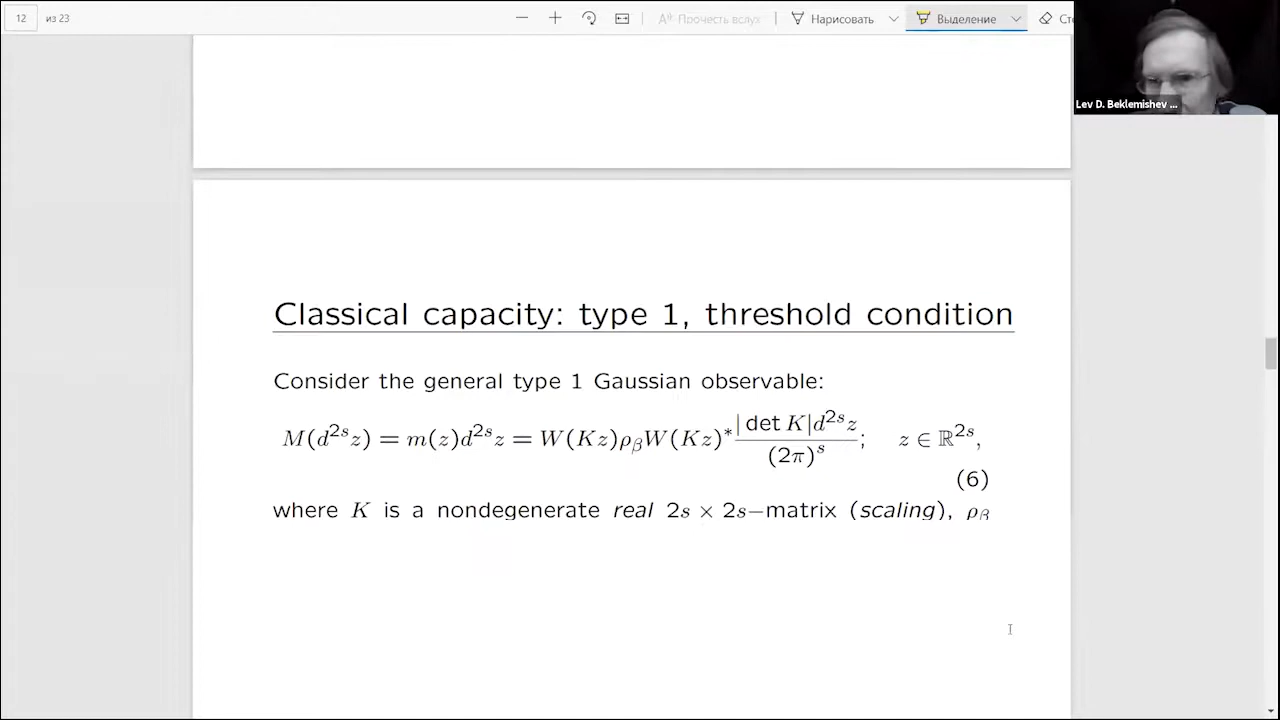 12 из 23 Прочесть вслух Нарисовать Выделение Сте
Lev D. Beklemishev ...
Classical capacity: type 1, threshold condition
Consider the general type 1 Gaussian observable:
M(d^{2s}z) = m(z)d^{2s}z = W(Kz)ρ_βW(Kz)^* |det K|d^{2s}z / (2π)^s ; z ∈ ℝ^{2s},
(6)
where K is a nondegenerate real 2s × 2s−matrix (scaling), ρ_β